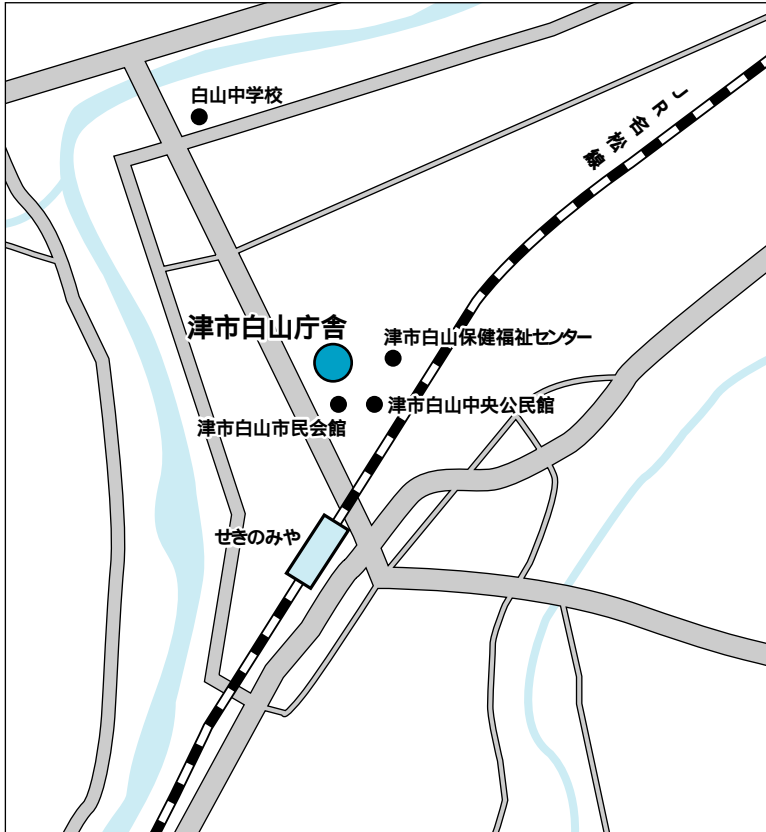 白山中学校
JR名松線
津市白山庁舎
津市白山保健福祉センター
津市白山市民会館
津市白山中央公民館
せきのみや